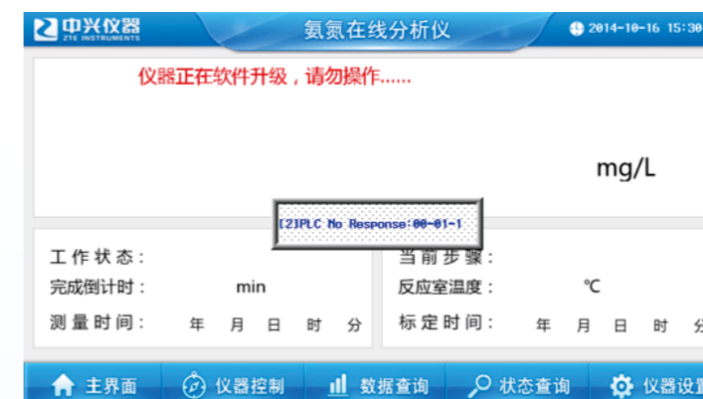 中兴仪器
ZTE INSTRUMENTS
氨氮在线分析仪
2014-10-16 15:30
仪器正在软件升级，请勿操作......
mg/L
[2]PLC No Response:00-01-1
工作状态：
当前步骤：
完成倒计时： min
反应室温度： ℃
测量时间： 年 月 日 时 分
标定时间： 年 月 日 时 分
主界面
仪器控制
数据查询
状态查询
仪器设置